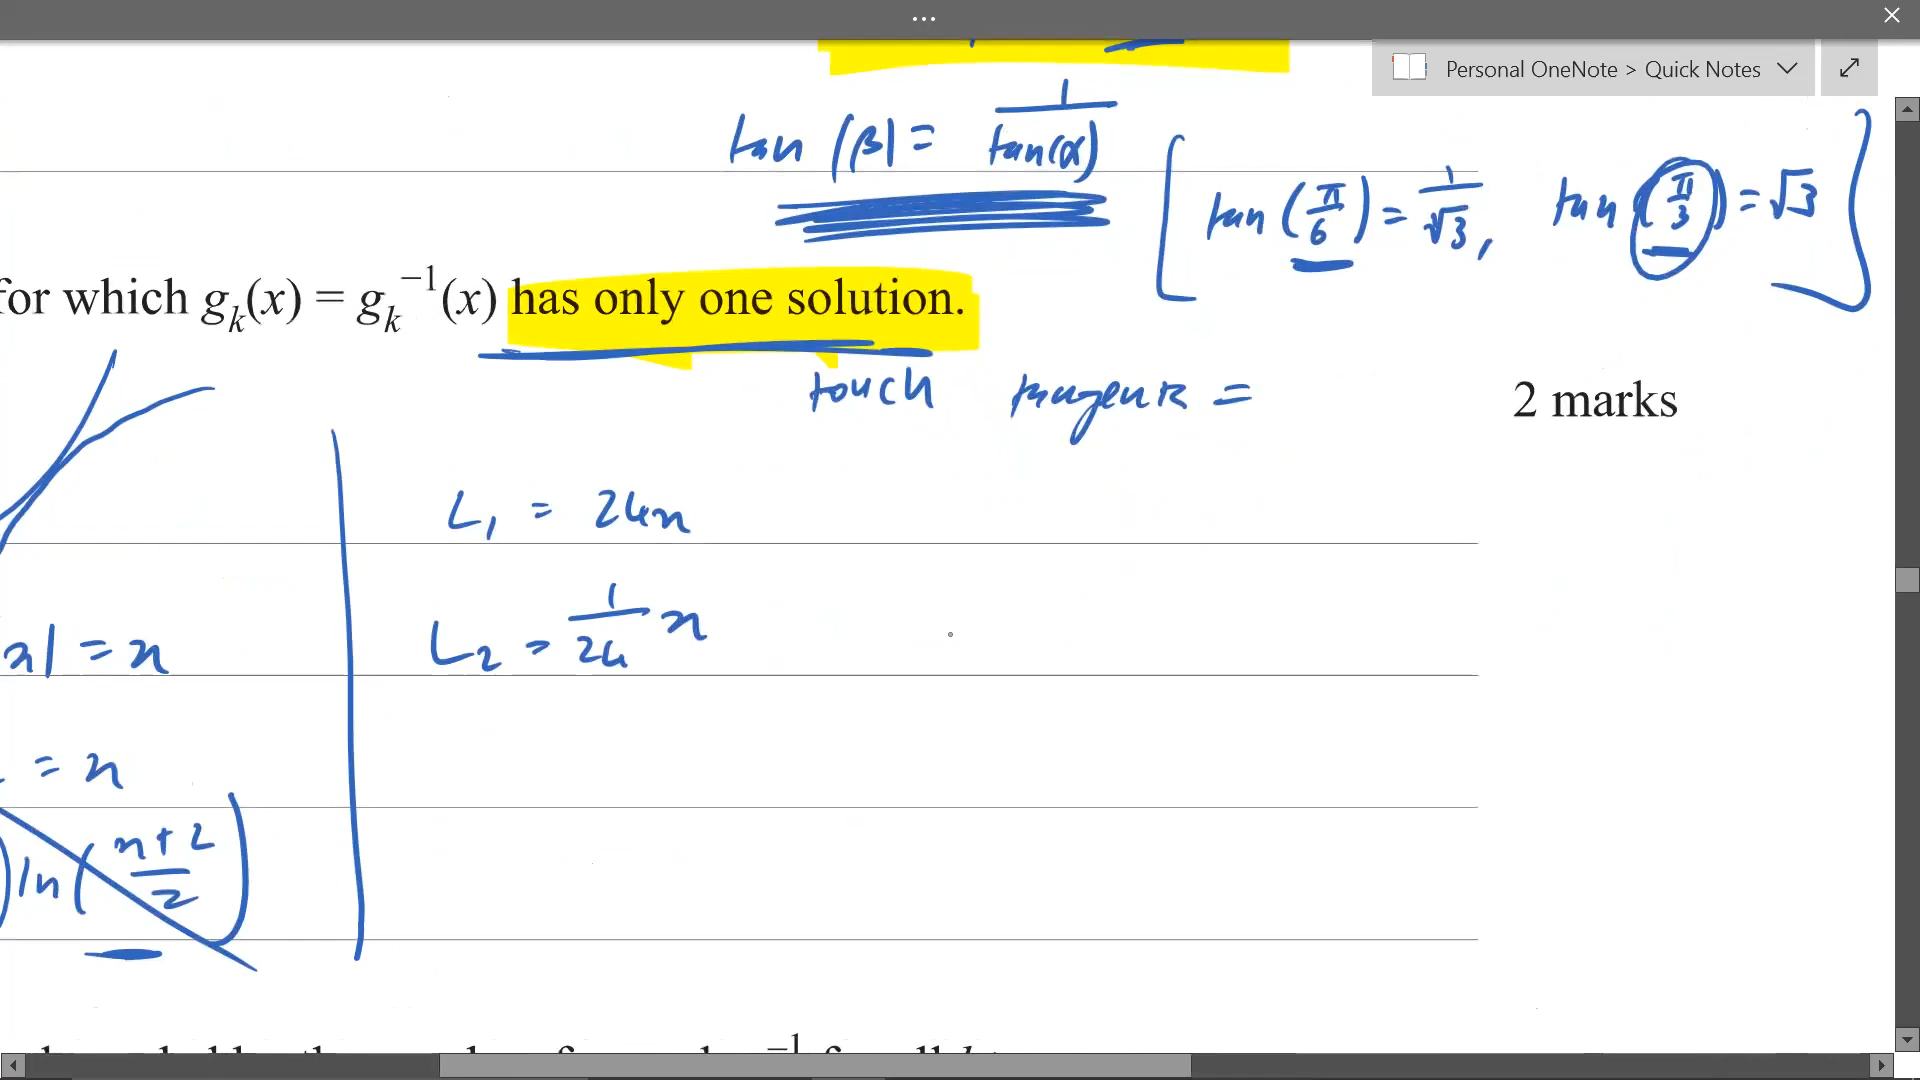 Personal OneNote > Quick Notes
tan(β) = 1/tan(α)
[tan(π/6) = 1/√3, tan(π/3) = √3]
for which gₖ(x) = gₖ⁻¹(x) has only one solution.
touch tangent =
2 marks
L₁ = 2kx
L₂ = 1/2k x
x) = x
= x
ln((x+2)/2)